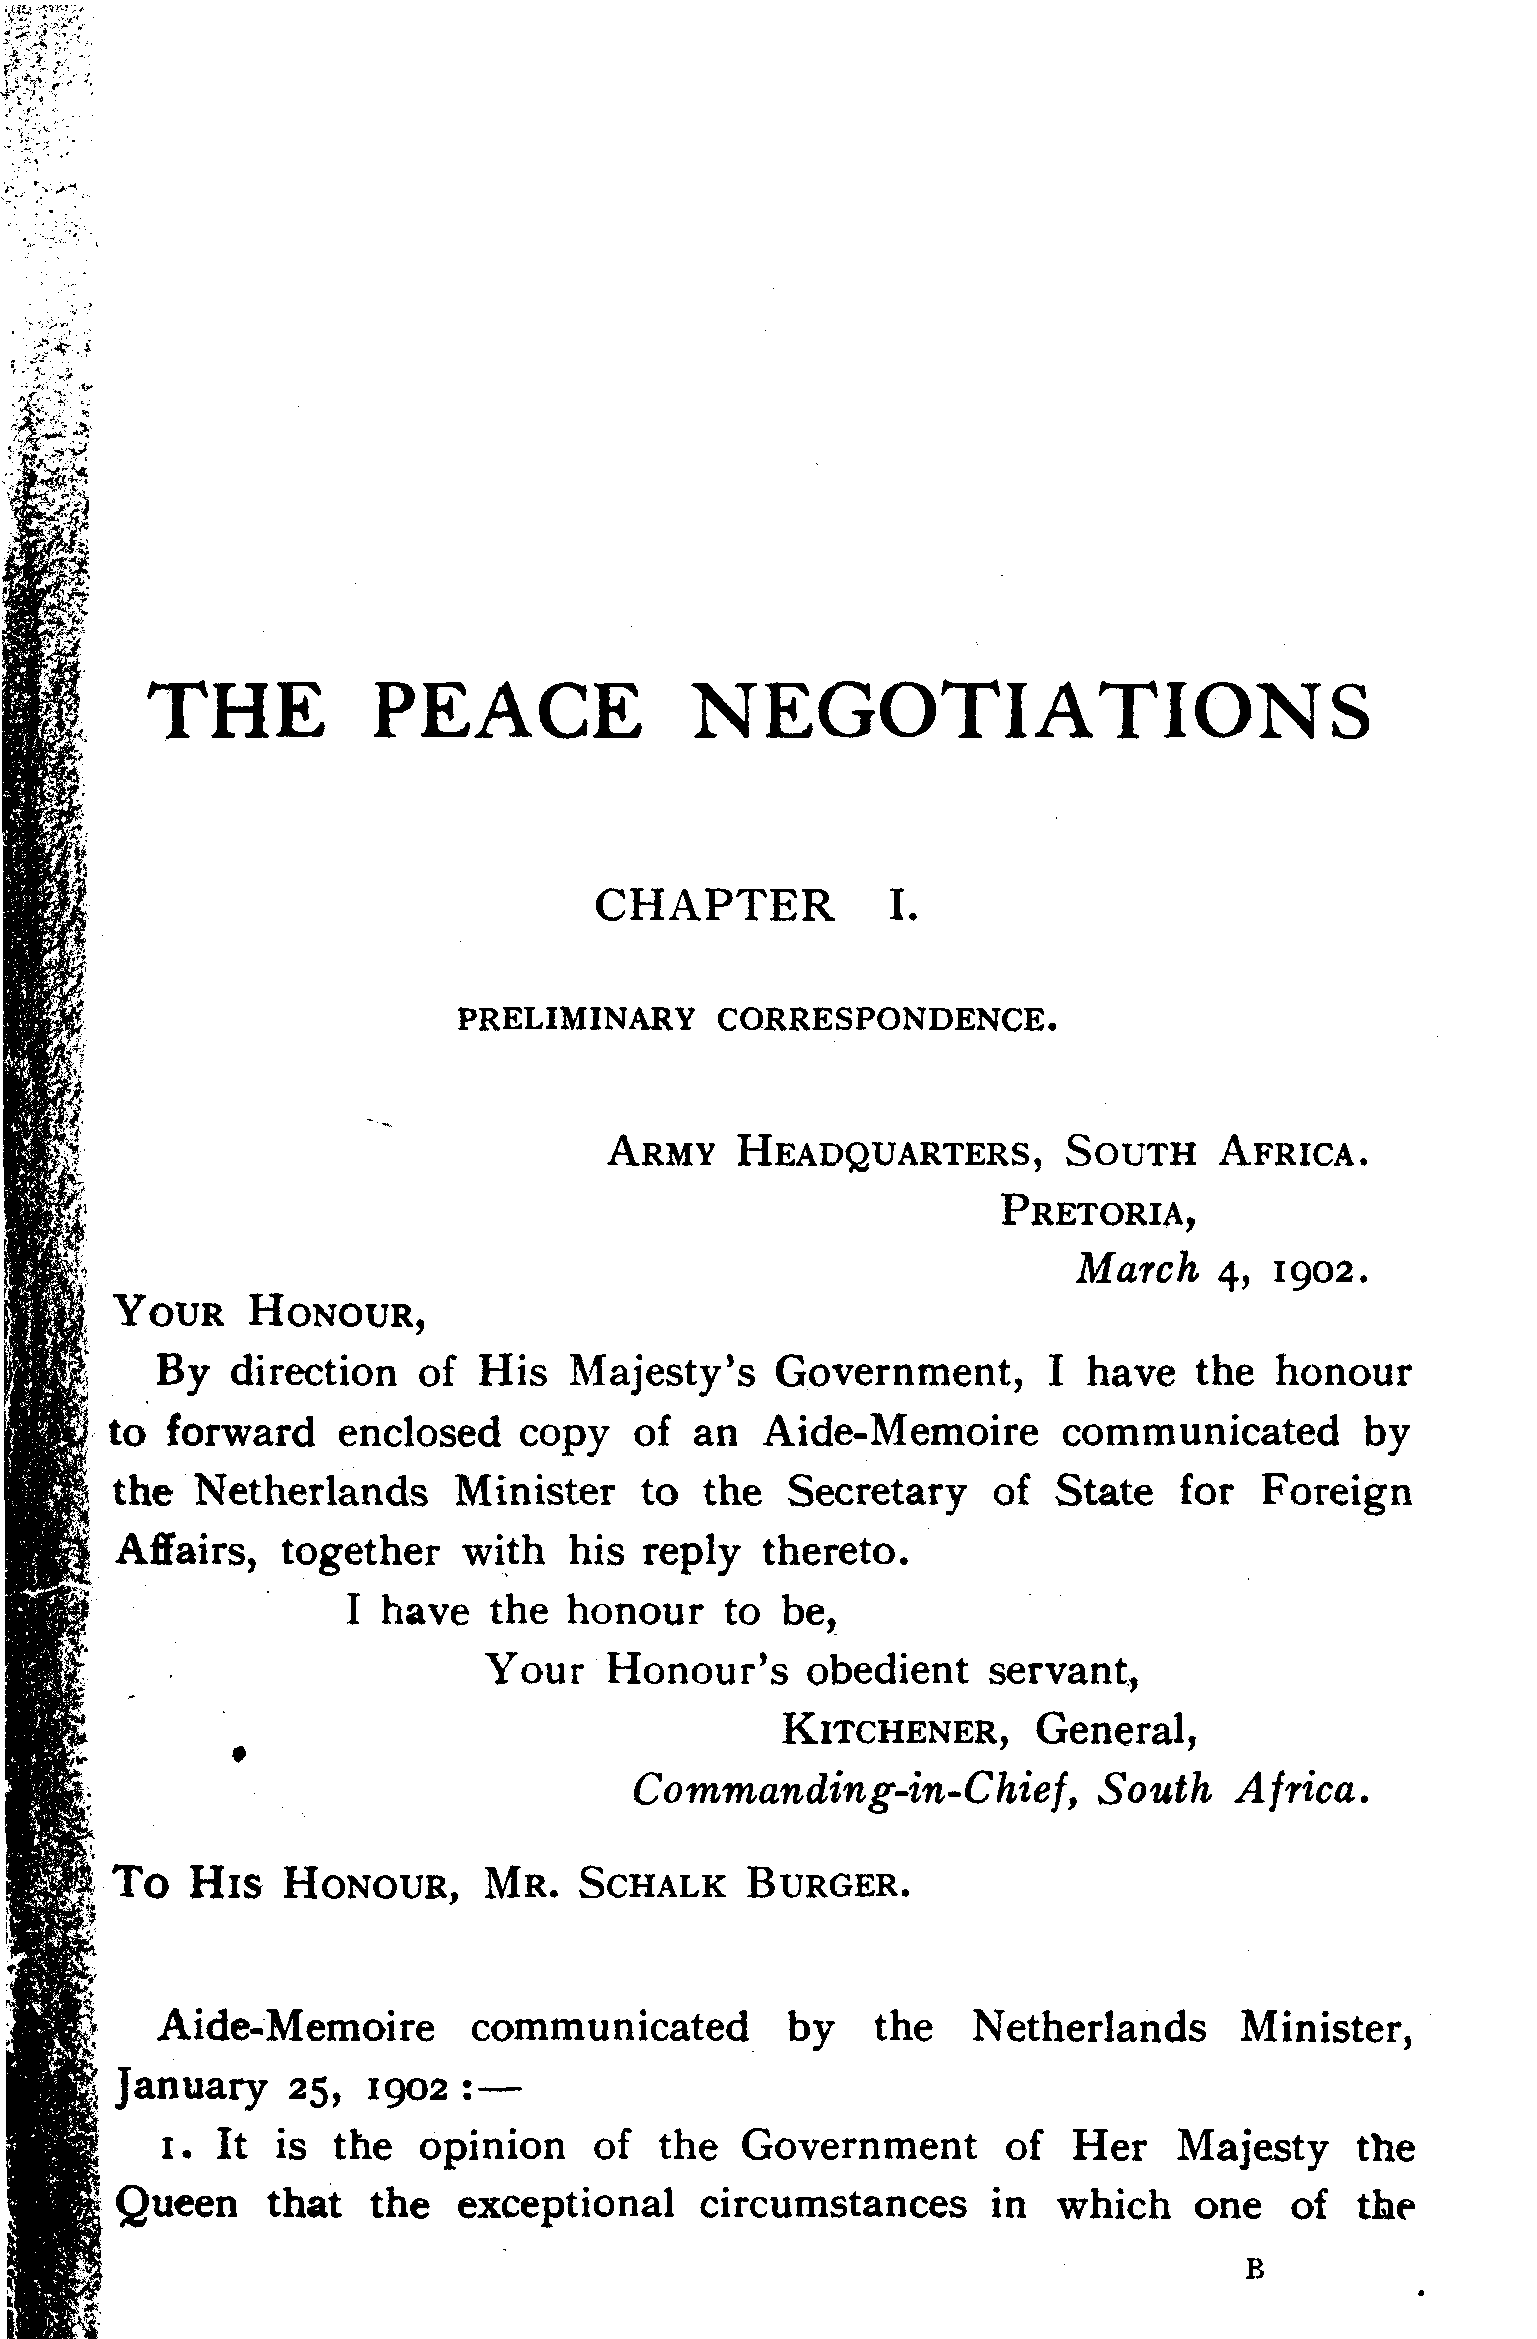 THE PEACE NEGOTIATIONS
CHAPTER I.
PRELIMINARY CORRESPONDENCE.
ARMY HEADQUARTERS, SOUTH AFRICA.
PRETORIA,
March 4, 1902.
YOUR HONOUR,
By direction of His Majesty's Government, I have the honour
to forward enclosed copy of an Aide-Memoire communicated by
the Netherlands Minister to the Secretary of State for Foreign
Affairs, together with his reply thereto.
I have the honour to be,
Your Honour's obedient servant,
KITCHENER, General,
Commanding-in-Chief, South Africa.
TO HIS HONOUR, MR. SCHALK BURGER.
Aide-Memoire communicated by the Netherlands Minister,
January 25, 1902 :—
1. It is the opinion of the Government of Her Majesty the
Queen that the exceptional circumstances in which one of the
B